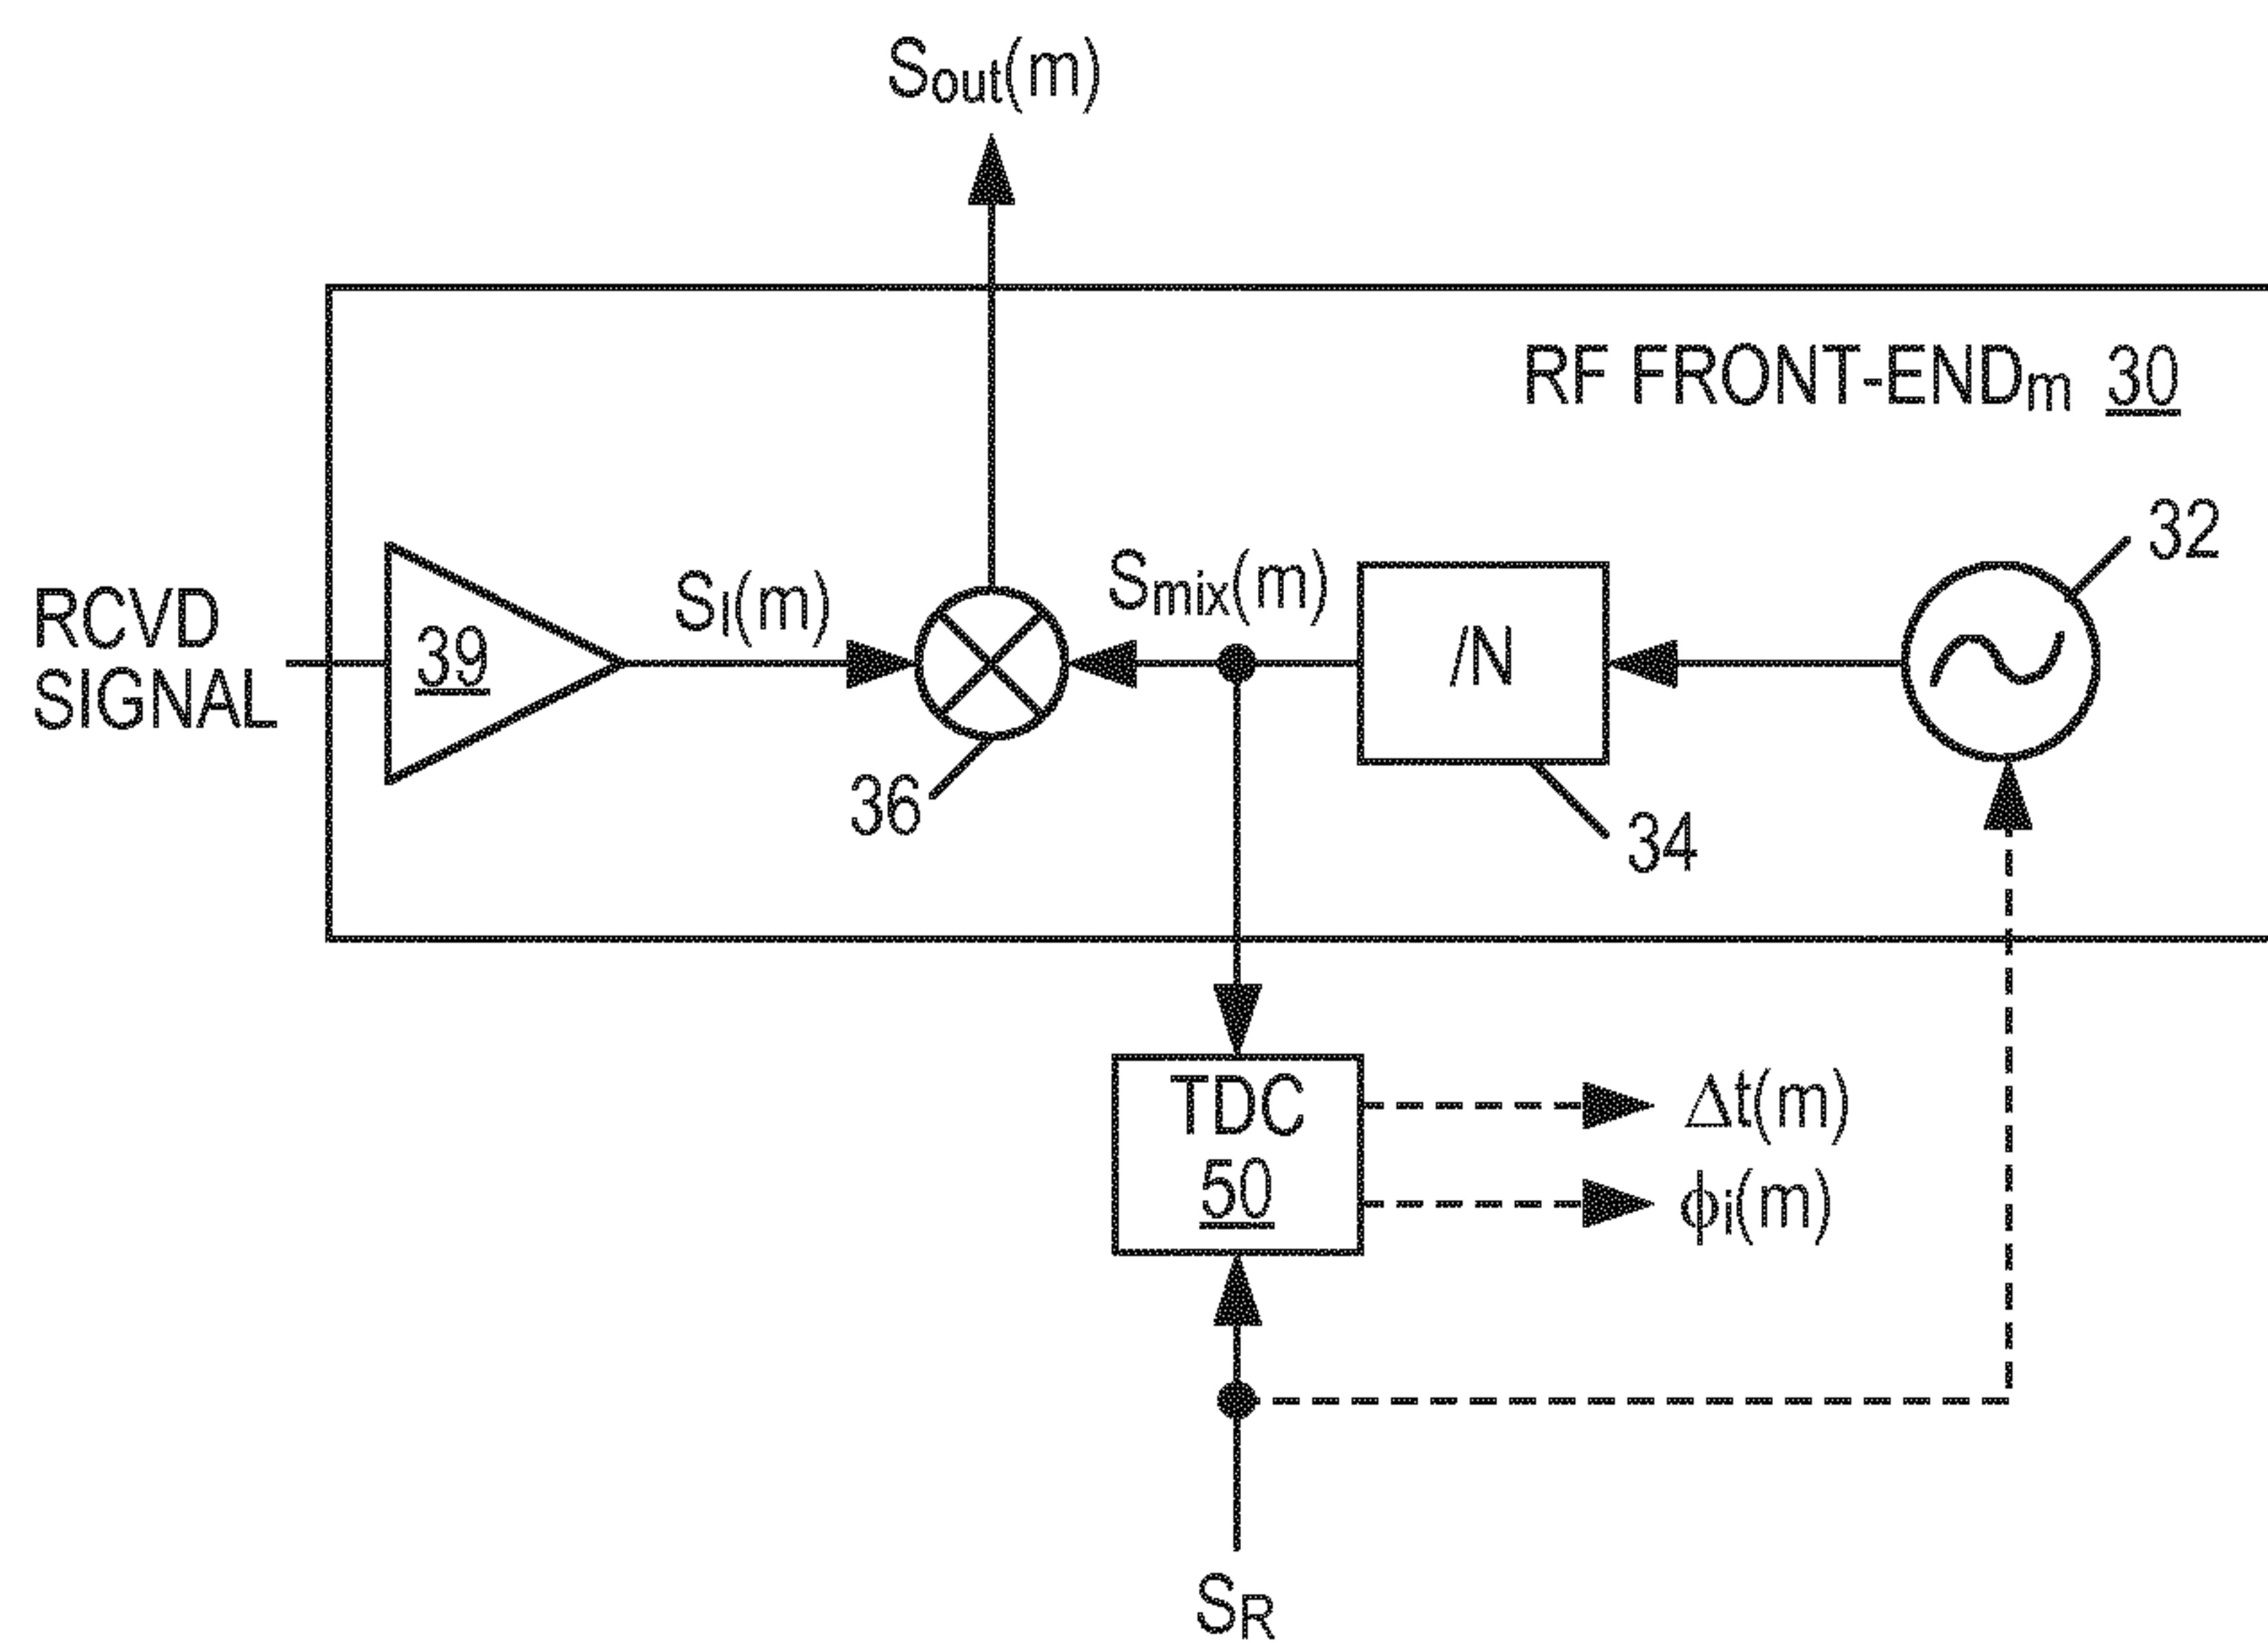 Sout(m)
RF FRONT-ENDm 30
32
RCVD
SIGNAL
39
SI(m)
Smix(m)
/N
36
34
TDC
50
Δt(m)
ϕi(m)
SR